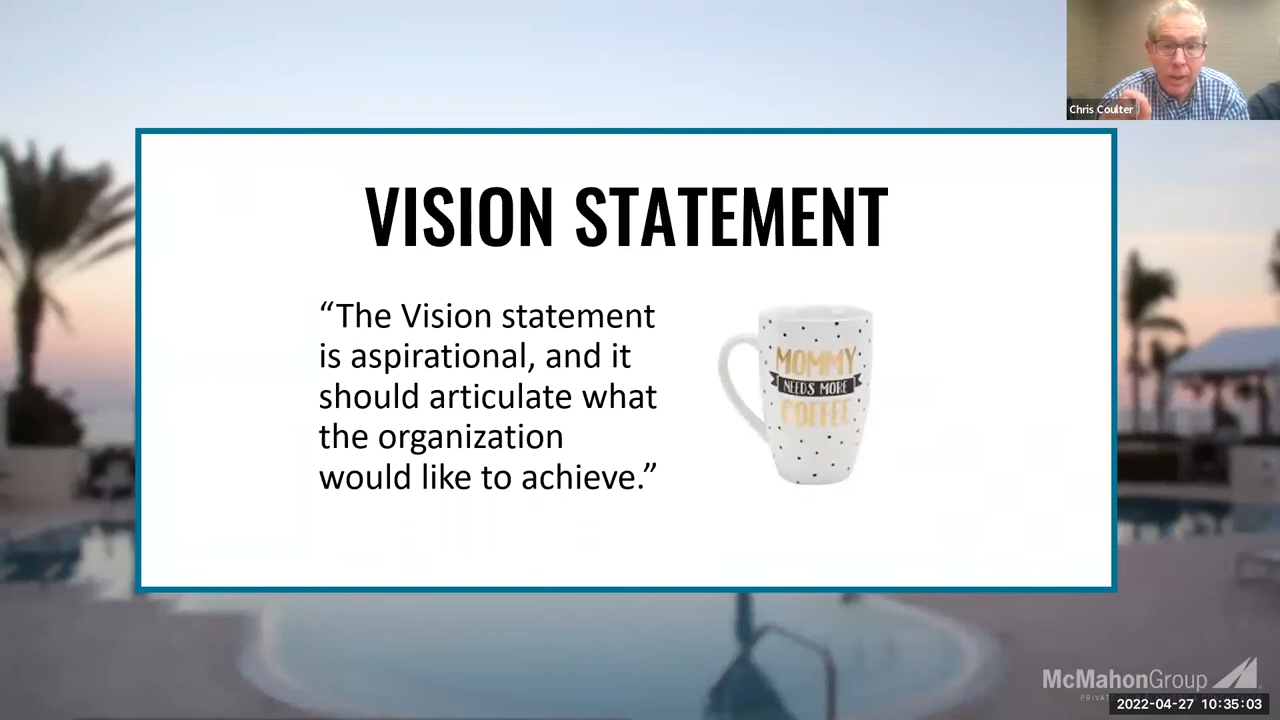 Chris Coulter
VISION STATEMENT
“The Vision statement
is aspirational, and it
should articulate what
the organization
would like to achieve.”
MOMMY
NEEDS MORE
COFFEE
McMahonGroup
2022-04-27 10:35:03